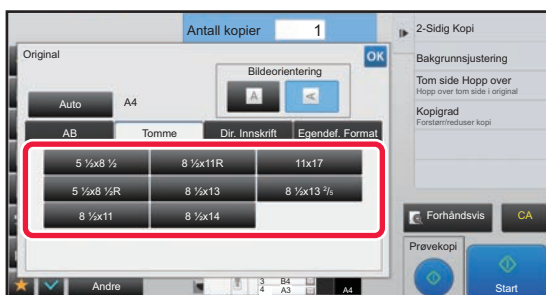 Antall kopier 1
Original
OK
Bildeorientering
A A
Auto A4
AB Tomme Dir. Innskrift Egendef. Format
5 ½x8 ½ 8 ½x11R 11x17
5 ½x8 ½R 8 ½x13 8 ½x13 ²/₅
8 ½x11 8 ½x14
Andre
3 B4
4 A3
A4
2-Sidig Kopi
Bakgrunnsjustering
Tom side Hopp over
Hopp over tom side i original
Kopigrad
Forstørr/reduser kopi
Forhåndsvis CA
Prøvekopi
Start